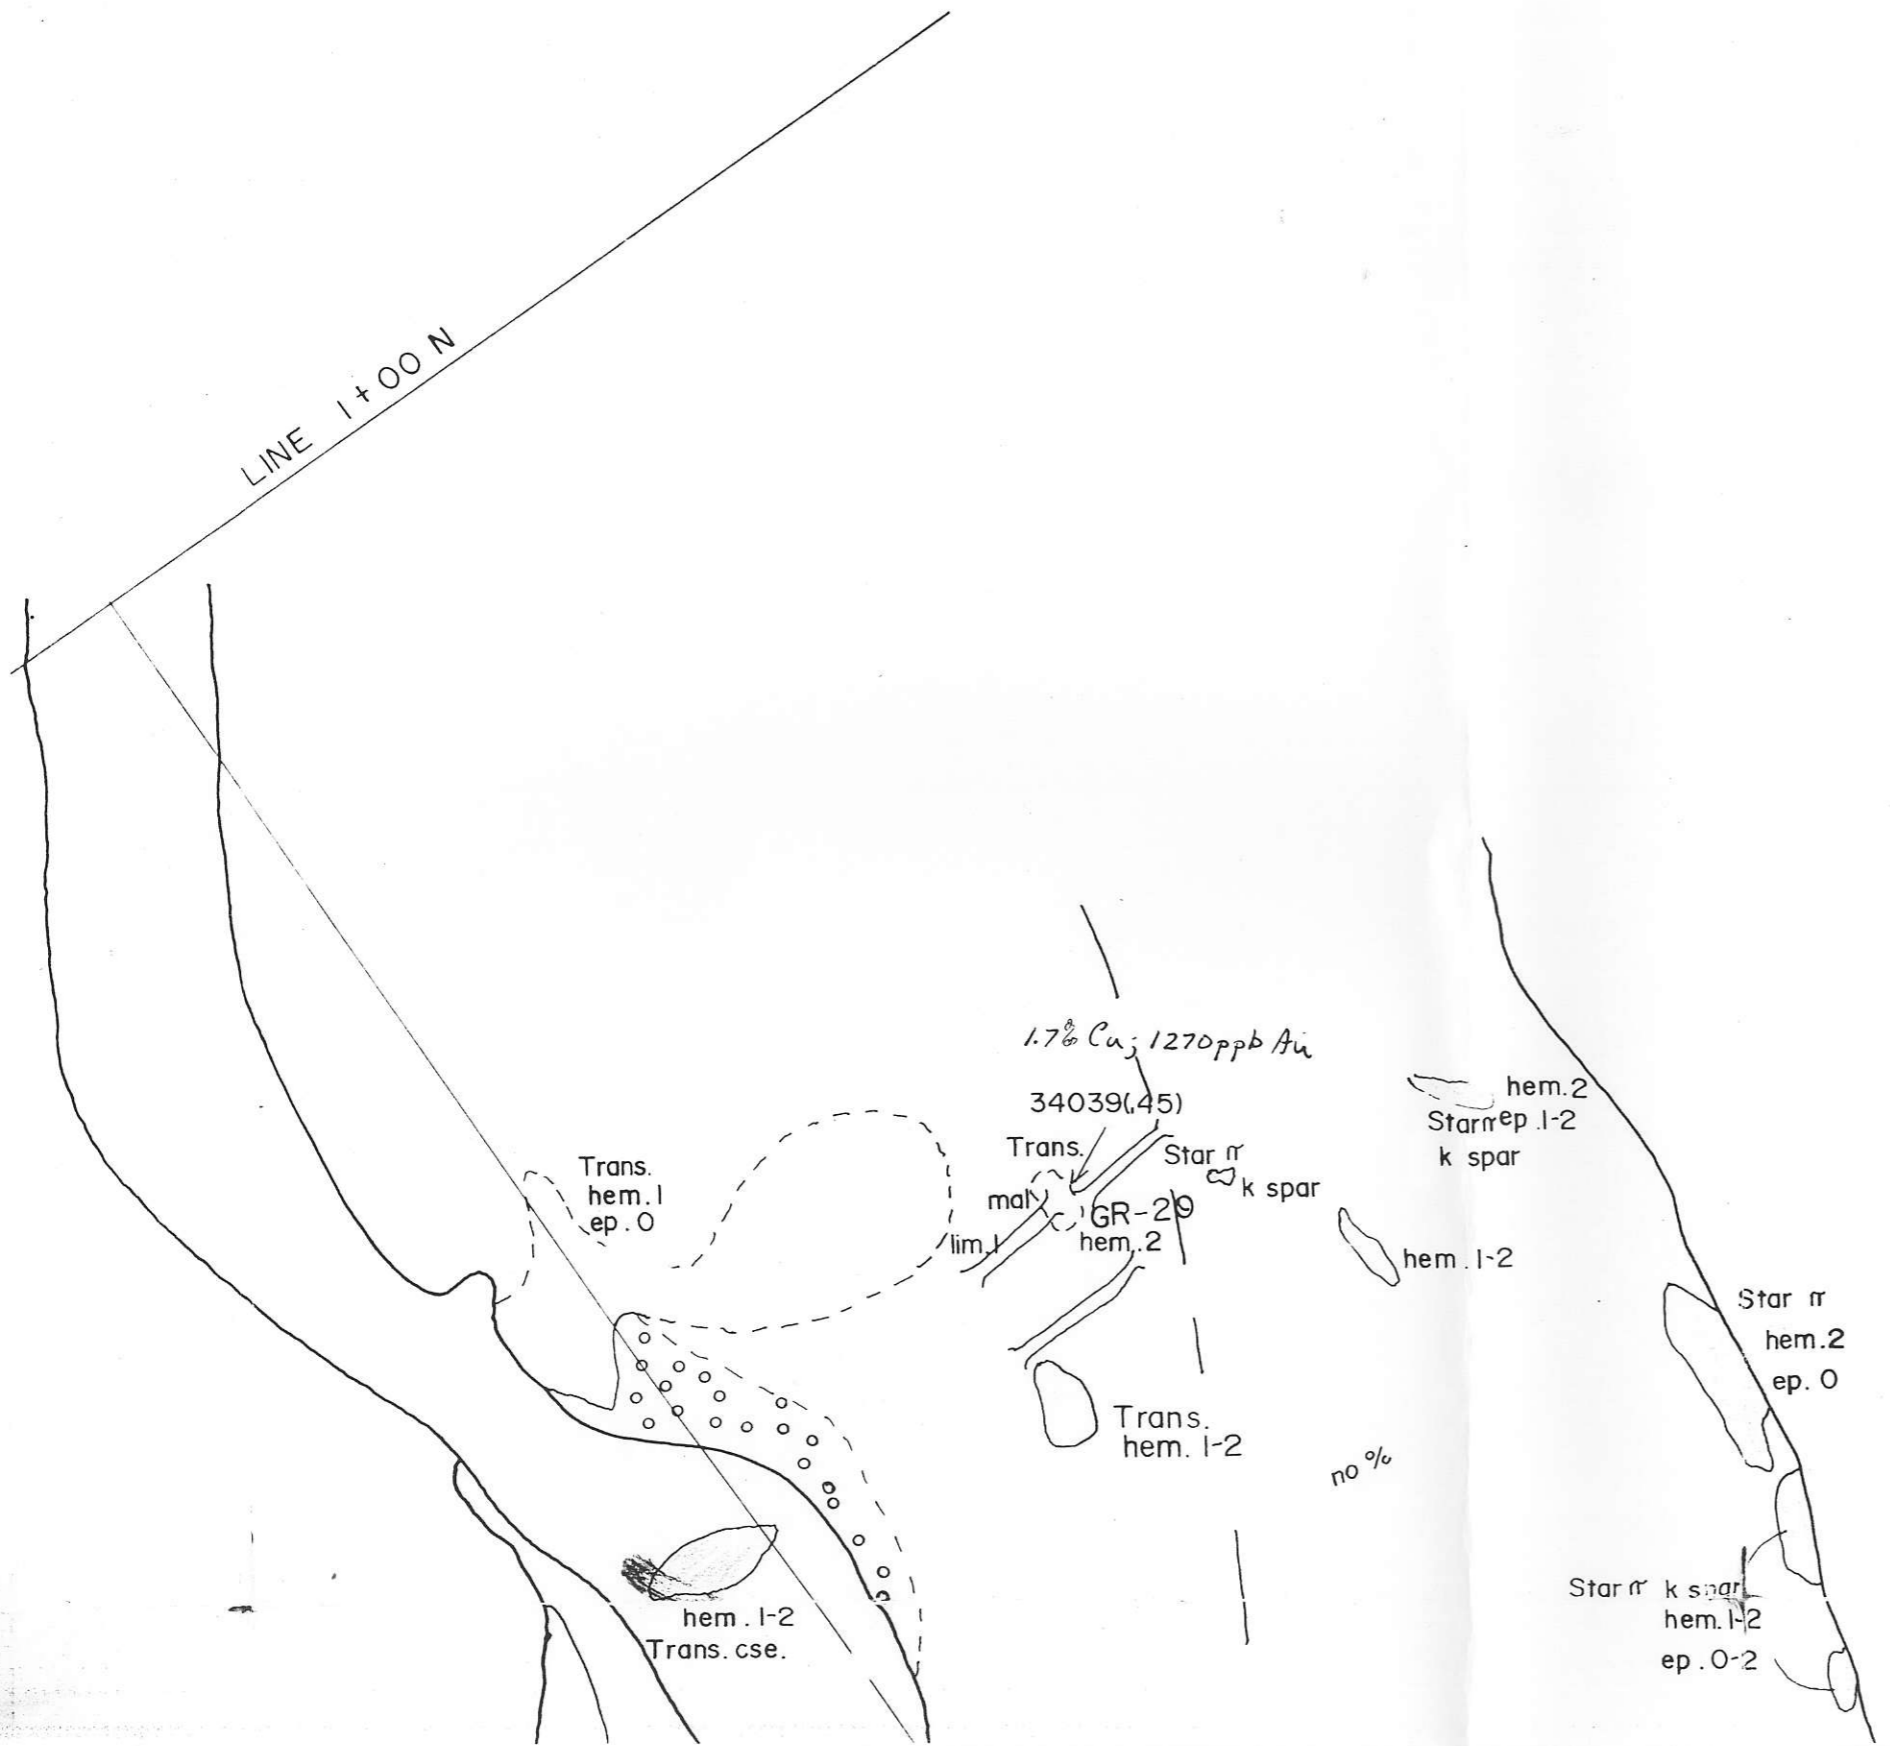 LINE 1+00 N
1.7% Cu; 1270ppb Au
34039(.45)
Trans.
mal
lim.1
GR-29
hem.2
Star π
k spar
hem.2
Star π ep.1-2
k spar
Trans.
hem.1
ep.0
hem.1-2
Star π
hem.2
ep.0
Trans.
hem.1-2
no %
hem.1-2
Trans. cse.
Star π k spar
hem.1-2
ep.0-2